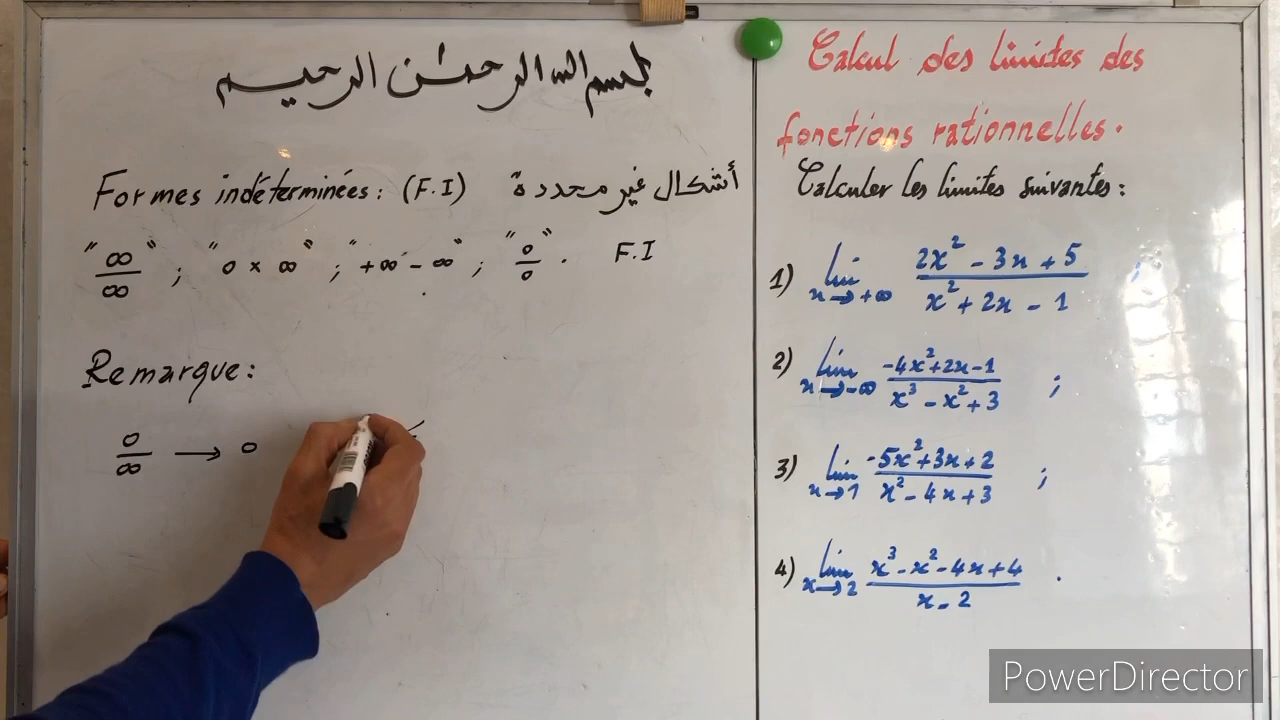 بسم الله الرحمٰن الرحيم
Formes indéterminées: (F.I) أشكال غير محددة
"∞/∞" ; "0 × ∞" ; "+∞ - ∞" ; "0/0" . F.I
Remarque:
0/∞ → 0
Calcul des limites des
fonctions rationnelles.
Calculer les limites suivantes:
1) lim x→+∞ (2x² - 3x + 5)/(x² + 2x - 1) ;
2) lim x→-∞ (-4x²+2x-1)/(x³ - x² + 3) ;
3) lim x→1 (-5x²+3x+2)/(x² - 4x + 3) ;
4) lim x→2 (x³ - x² - 4x + 4)/(x - 2) .
PowerDirector